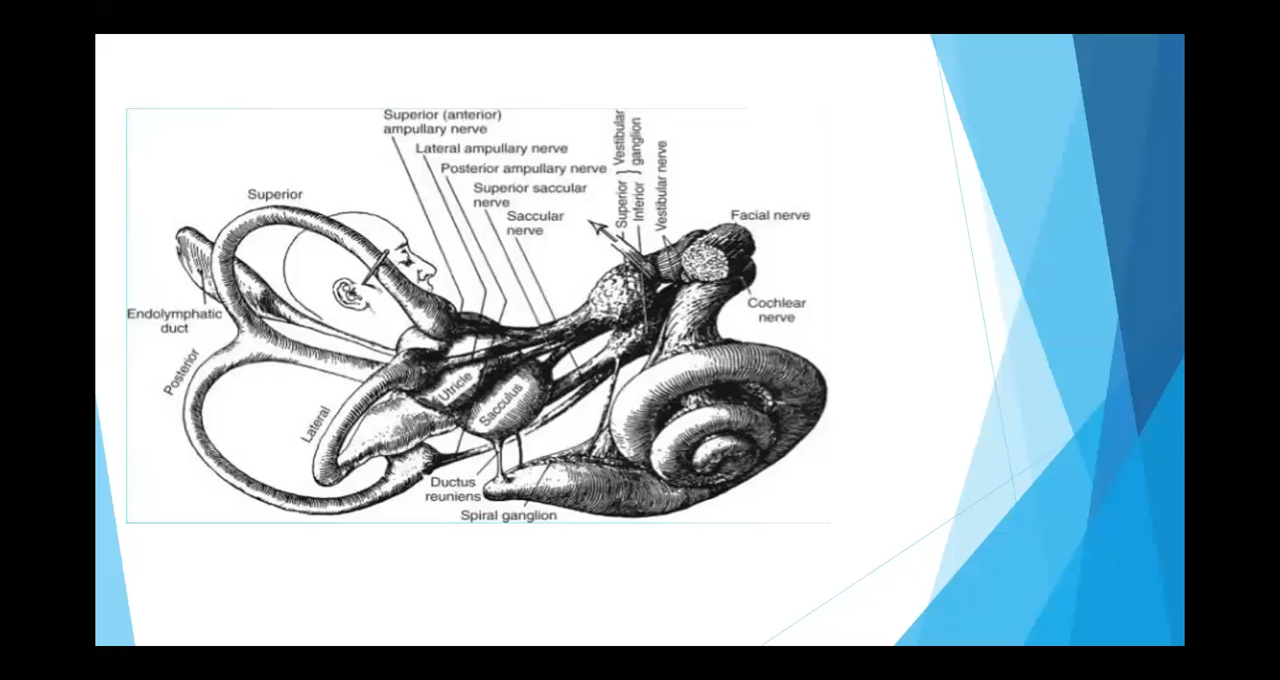 Superior (anterior)
ampullary nerve
Lateral ampullary nerve
Posterior ampullary nerve
Superior saccular
nerve
Saccular
nerve
Superior } Vestibular
Inferior } ganglion
Vestibular nerve
Facial nerve
Superior
Endolymphatic
duct
Cochlear
nerve
Posterior
Lateral
Utricle
Sacculus
Ductus
reuniens
Spiral ganglion